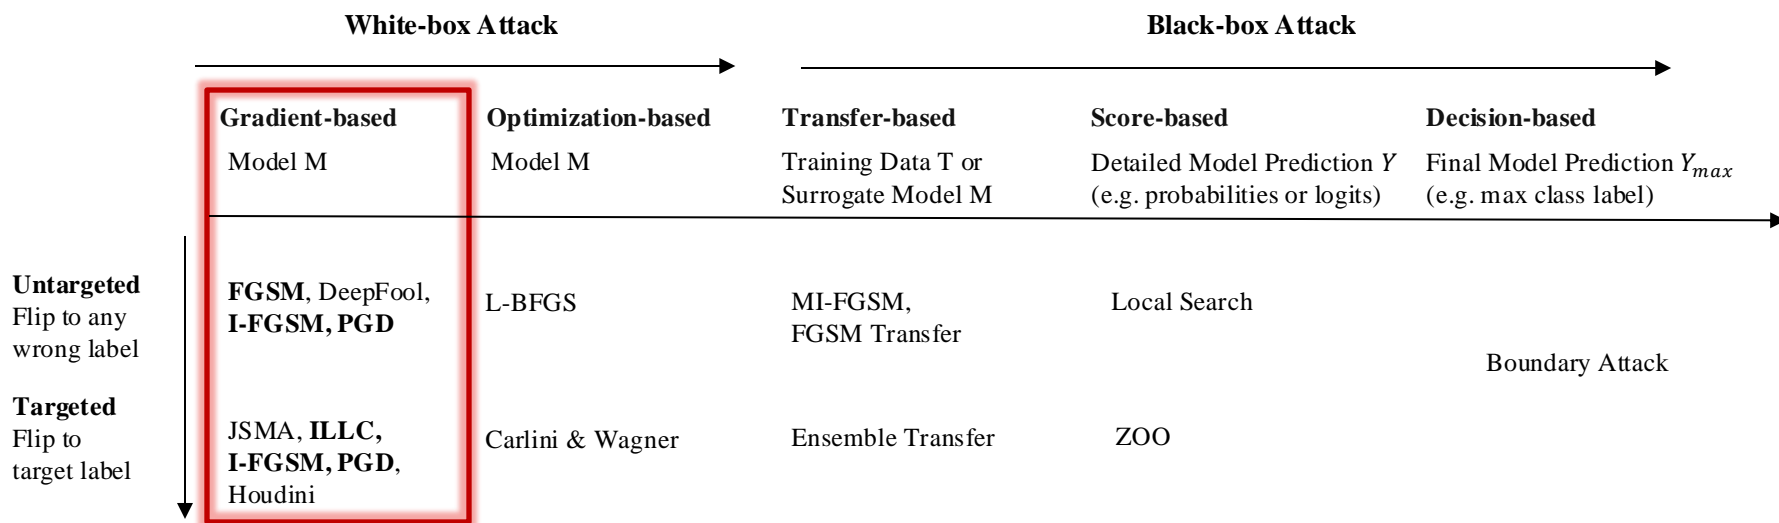 White-box Attack
Black-box Attack
Gradient-based
Optimization-based
Transfer-based
Score-based
Decision-based
Model M
Model M
Training Data T or
Surrogate Model M
Detailed Model Prediction Y
(e.g. probabilities or logits)
Final Model Prediction Y_max
(e.g. max class label)
Untargeted
Flip to any
wrong label
FGSM, DeepFool,
I-FGSM, PGD
L-BFGS
MI-FGSM,
FGSM Transfer
Local Search
Boundary Attack
Targeted
Flip to
target label
JSMA, ILLC,
I-FGSM, PGD,
Houdini
Carlini & Wagner
Ensemble Transfer
ZOO